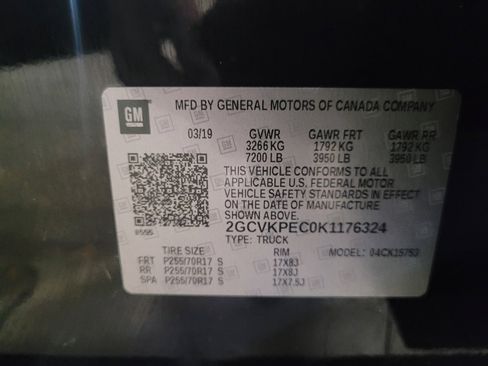 GM
MFD BY GENERAL MOTORS OF CANADA COMPANY
03/19 GVWR GAWR FRT GAWR RR
3266 KG 1792 KG 1792 KG
7200 LB 3950 LB 3950 LB
THIS VEHICLE CONFORMS TO ALL
APPLICABLE U.S. FEDERAL MOTOR
VEHICLE SAFETY STANDARDS IN EFFECT
ON THE DATE OF MANUFACTURE
SHOWN ABOVE.
2GCVKPEC0K1176324
TYPE: TRUCK MODEL: 04CK15753
TIRE SIZE RIM
FRT P255/70R17 S 17X8J
RR P255/70R17 S 17X8J
SPA P255/70R17 S 17X7.5J